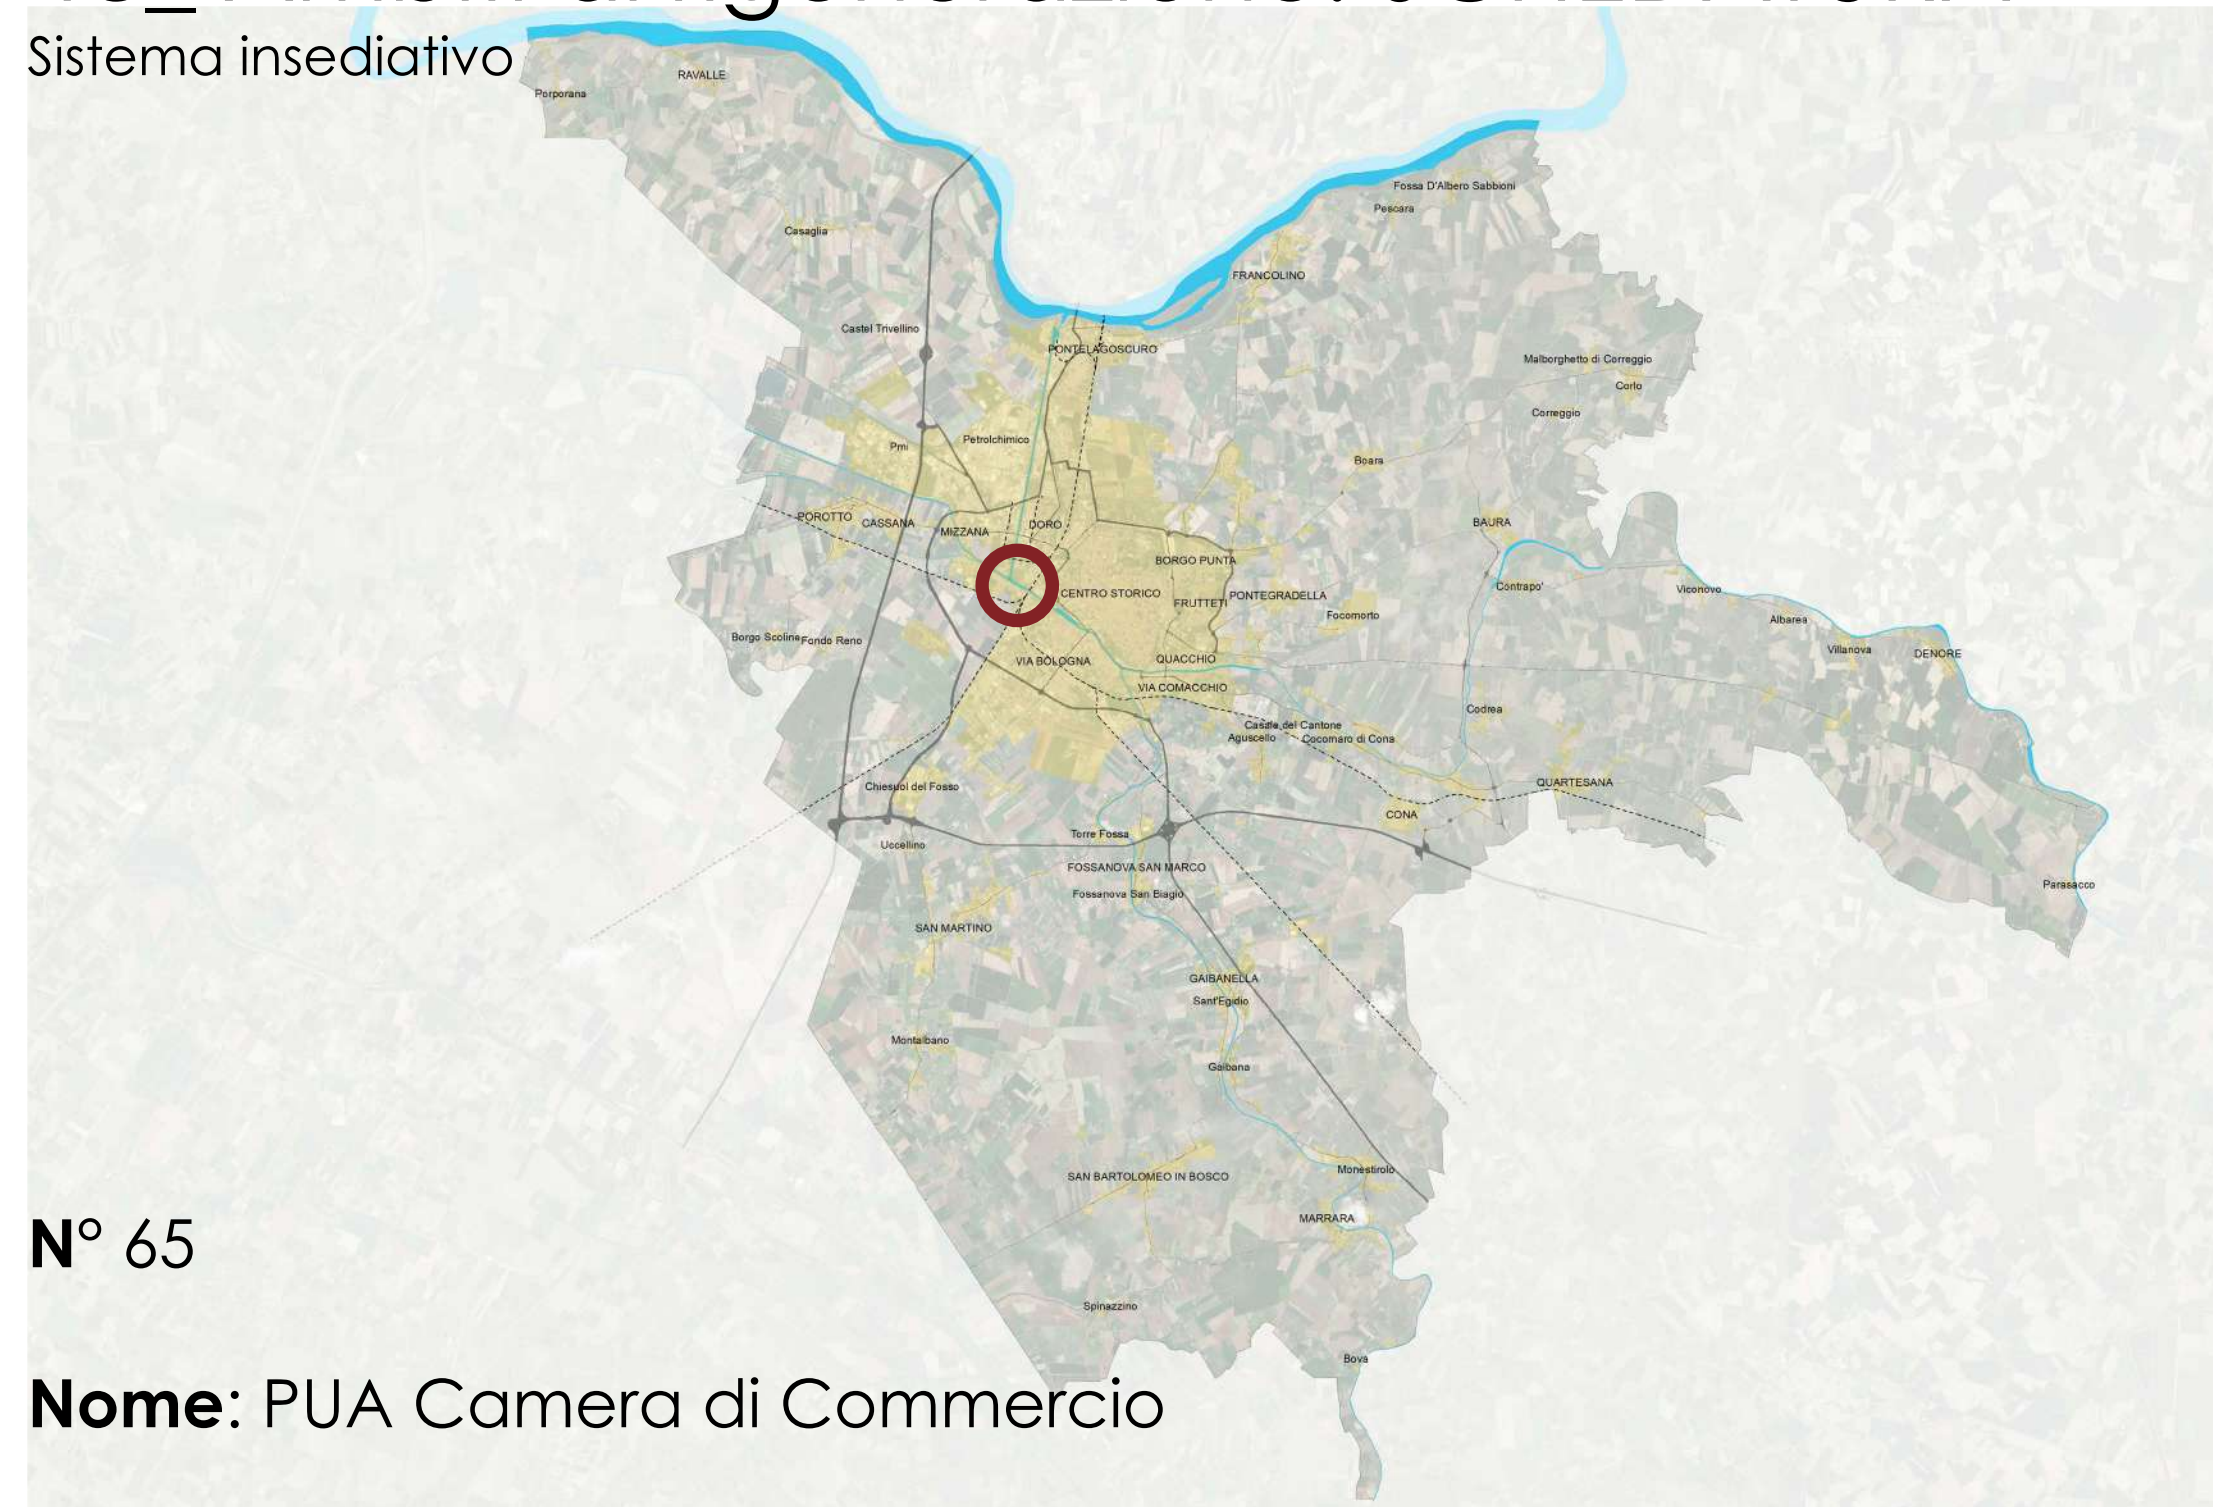 Sistema insediativo
RAVALLE
Porporana
Fossa D'Albero Sabbioni
Pescara
Casaglia
FRANCOLINO
Castel Trivellino
PONTELAGOSCURO
Malborghetto di Correggio
Corlo
Correggio
Petrolchimico
Pmi
Boara
POROTTO
CASSANA
MIZZANA
DORO
BAURA
BORGO PUNTA
CENTRO STORICO
FRUTTETI
PONTEGRADELLA
Contrapo'
Viconovo
Focomorto
Albarea
Borgo Scoline
Fondo Reno
Villanova
DENORE
VIA BOLOGNA
QUACCHIO
VIA COMACCHIO
Codrea
Casale del Cantone
Aguscello
Cocomaro di Cona
Chiesuol del Fosso
QUARTESANA
CONA
Torre Fossa
Uccellino
FOSSANOVA SAN MARCO
Fossanova San Biagio
Parasacco
SAN MARTINO
GAIBANELLA
Sant'Egidio
Montalbano
Gaibana
SAN BARTOLOMEO IN BOSCO
Monestirolo
MARRARA
N° 65
Spinazzino
Bova
Nome: PUA Camera di Commercio